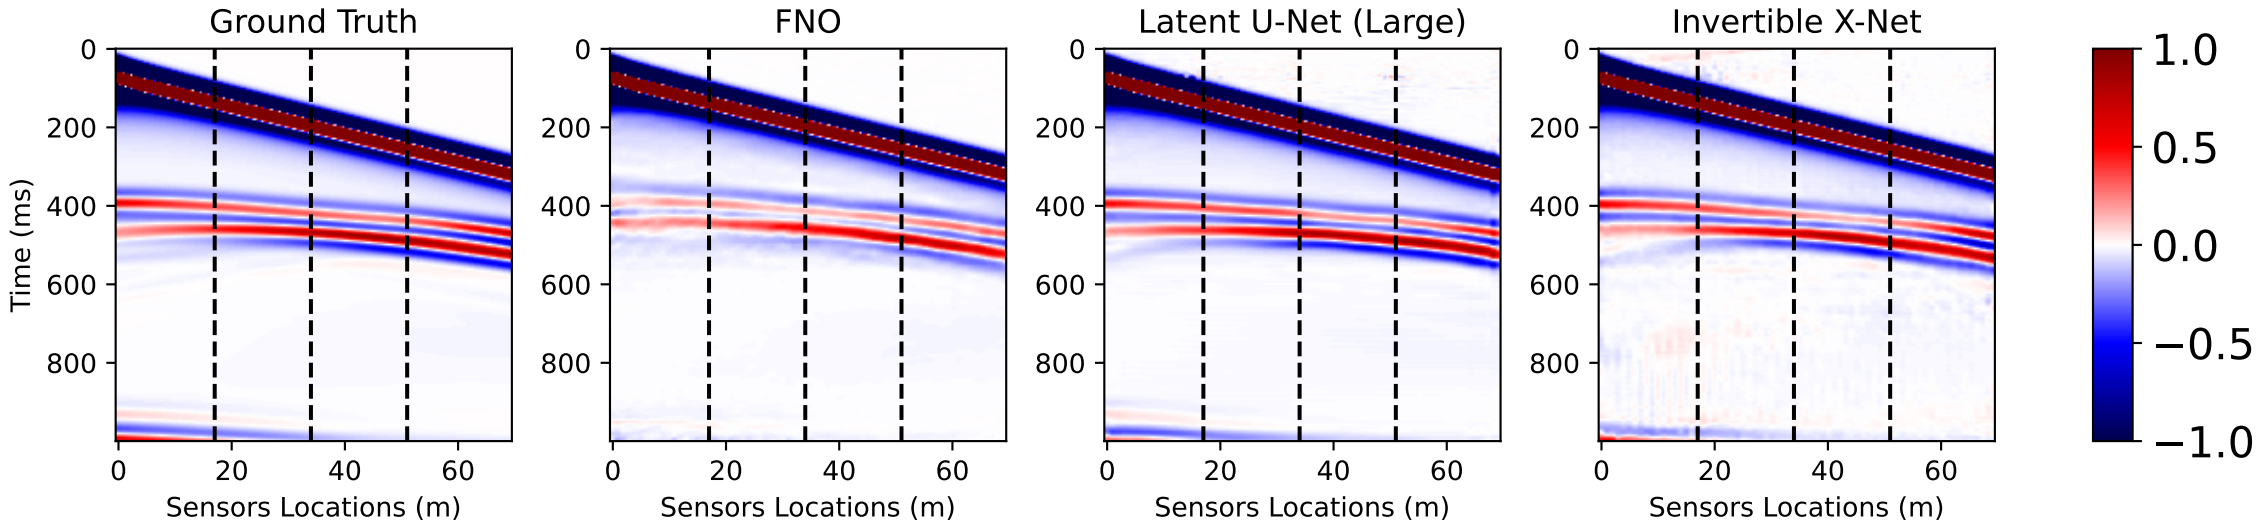 Ground Truth
FNO
Latent U-Net (Large)
Invertible X-Net
Time (ms)
0
200
400
600
800
0
200
400
600
800
0
200
400
600
800
0
200
400
600
800
1.0
0.5
0.0
−0.5
−1.0
0 20 40 60
0 20 40 60
0 20 40 60
0 20 40 60
Sensors Locations (m)
Sensors Locations (m)
Sensors Locations (m)
Sensors Locations (m)